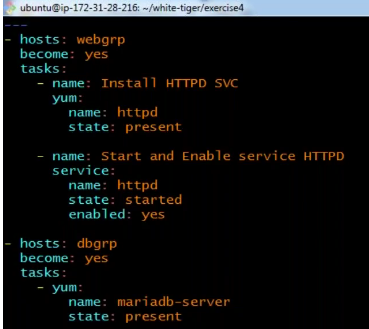 ubuntu@ip-172-31-28-216: ~/white-tiger/exercise4
---
- hosts: webgrp
  become: yes
  tasks:
    - name: Install HTTPD SVC
      yum:
        name: httpd
        state: present

    - name: Start and Enable service HTTPD
      service:
        name: httpd
        state: started
        enabled: yes

- hosts: dbgrp
  become: yes
  tasks:
    - yum:
        name: mariadb-server
        state: present